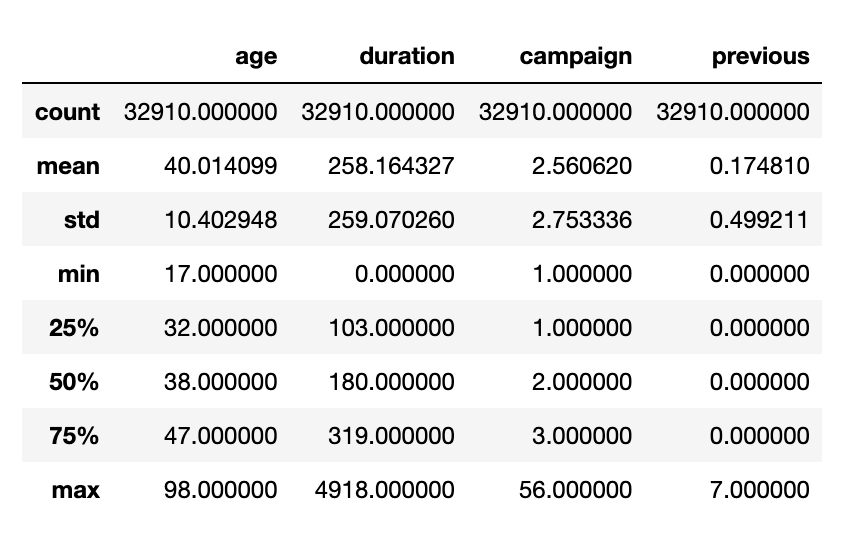 age duration campaign previous
count 32910.000000 32910.000000 32910.000000 32910.000000
mean 40.014099 258.164327 2.560620 0.174810
std 10.402948 259.070260 2.753336 0.499211
min 17.000000 0.000000 1.000000 0.000000
25% 32.000000 103.000000 1.000000 0.000000
50% 38.000000 180.000000 2.000000 0.000000
75% 47.000000 319.000000 3.000000 0.000000
max 98.000000 4918.000000 56.000000 7.000000